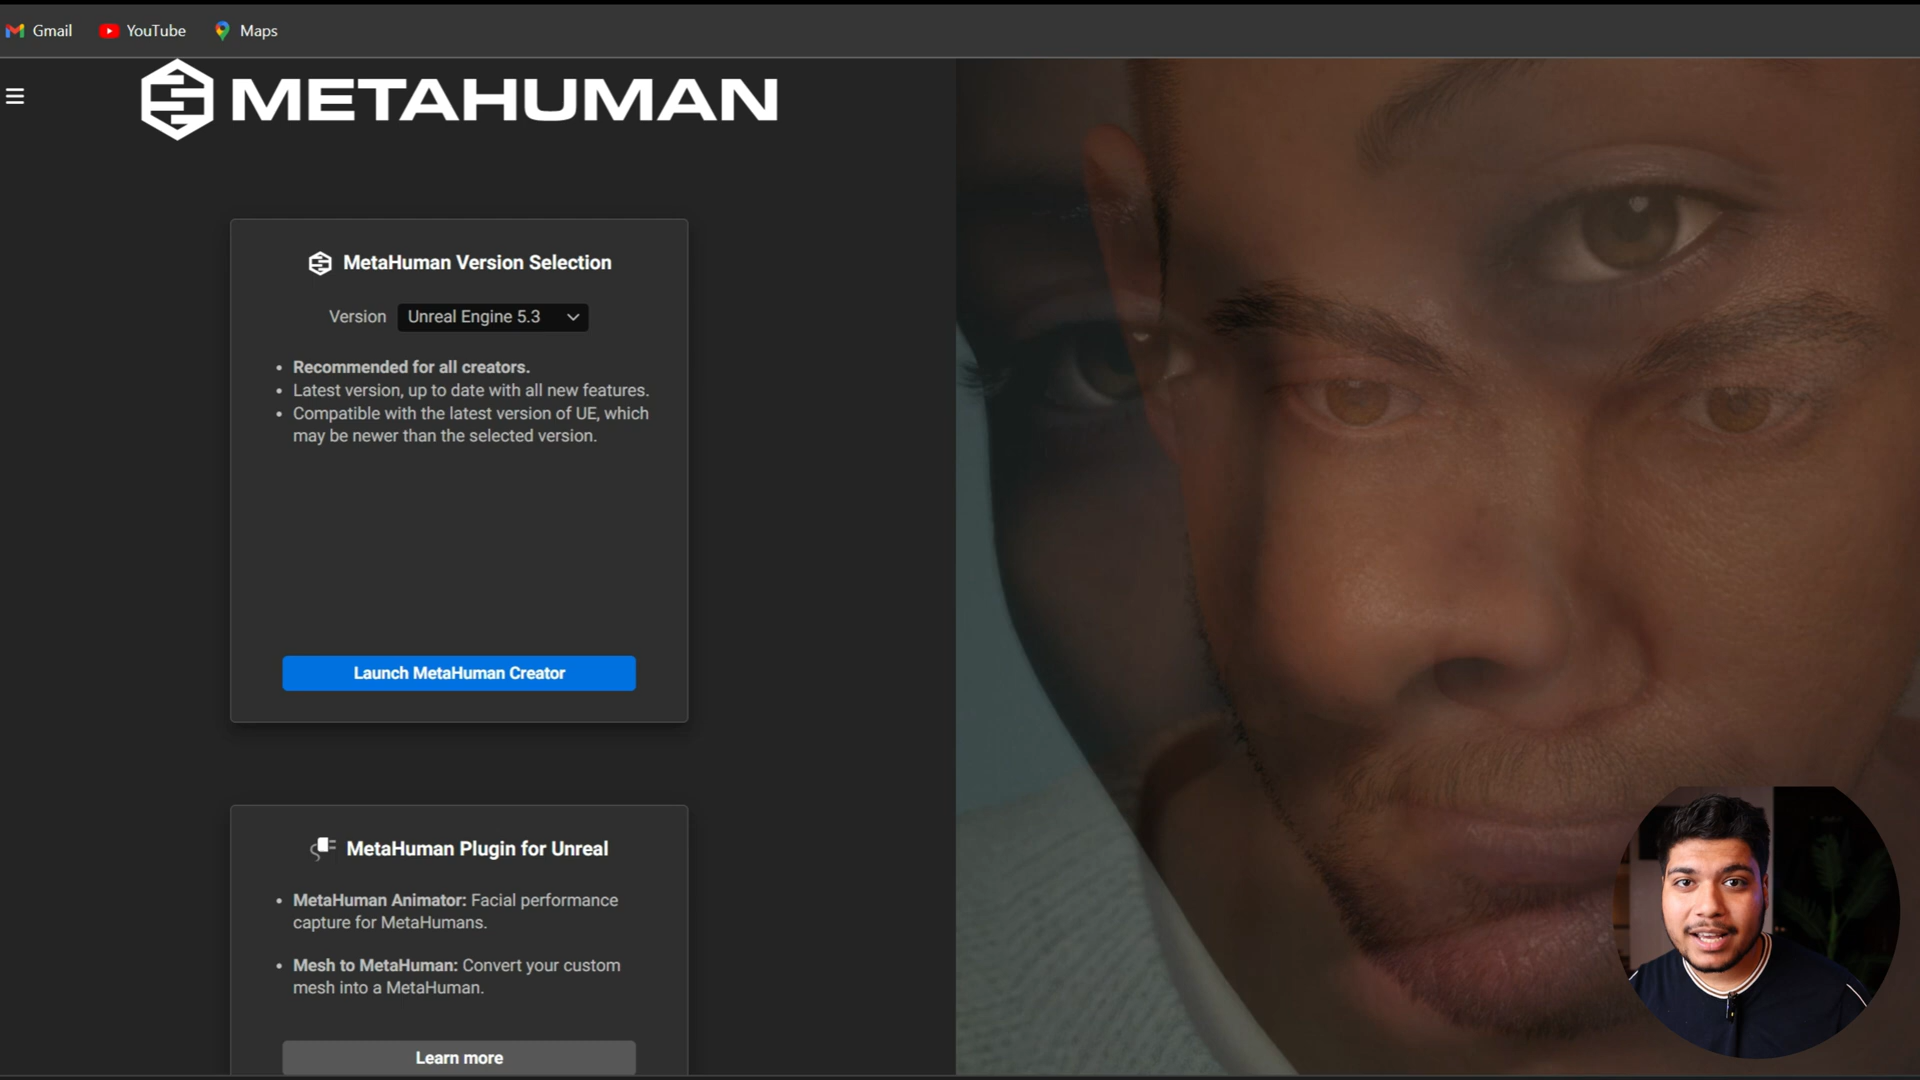 Gmail YouTube Maps
METAHUMAN
MetaHuman Version Selection
Version Unreal Engine 5.3
• Recommended for all creators.
• Latest version, up to date with all new features.
• Compatible with the latest version of UE, which
may be newer than the selected version.
Launch MetaHuman Creator
MetaHuman Plugin for Unreal
• MetaHuman Animator: Facial performance
capture for MetaHumans.
• Mesh to MetaHuman: Convert your custom
mesh into a MetaHuman.
Learn more